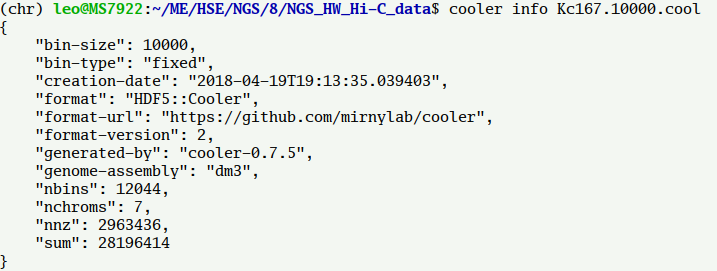 (chr) leo@MS7922:~/ME/HSE/NGS/8/NGS_HW_Hi-C_data$ cooler info Kc167.10000.cool
{
    "bin-size": 10000,
    "bin-type": "fixed",
    "creation-date": "2018-04-19T19:13:35.039403",
    "format": "HDF5::Cooler",
    "format-url": "https://github.com/mirnylab/cooler",
    "format-version": 2,
    "generated-by": "cooler-0.7.5",
    "genome-assembly": "dm3",
    "nbins": 12044,
    "nchroms": 7,
    "nnz": 2963436,
    "sum": 28196414
}